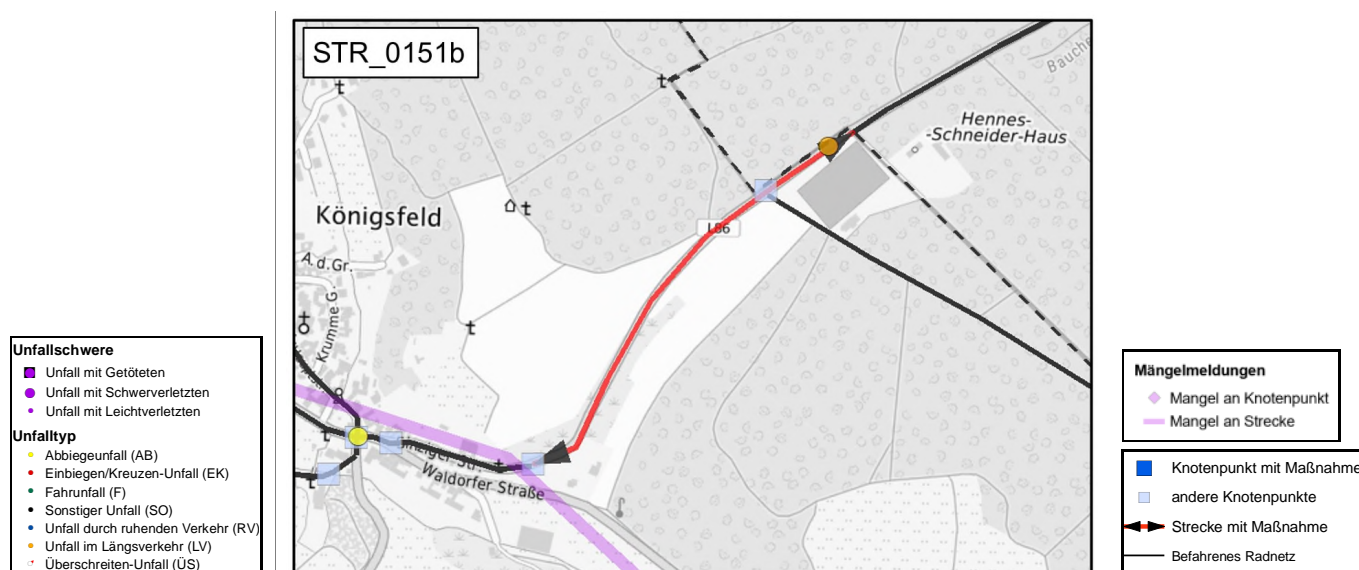 STR_0151b
Bauche
Hennes-
-Schneider-Haus
Königsfeld
L86
A.d.Gr.
Krumme G.
Waldorfer Straße
Unfallschwere
Unfall mit Getöteten
Unfall mit Schwerverletzten
Unfall mit Leichtverletzten
Unfalltyp
Abbiegeunfall (AB)
Einbiegen/Kreuzen-Unfall (EK)
Fahrunfall (F)
Sonstiger Unfall (SO)
Unfall durch ruhenden Verkehr (RV)
Unfall im Längsverkehr (LV)
Überschreiten-Unfall (ÜS)
Mängelmeldungen
Mangel an Knotenpunkt
Mangel an Strecke
Knotenpunkt mit Maßnahme
andere Knotenpunkte
Strecke mit Maßnahme
Befahrenes Radnetz